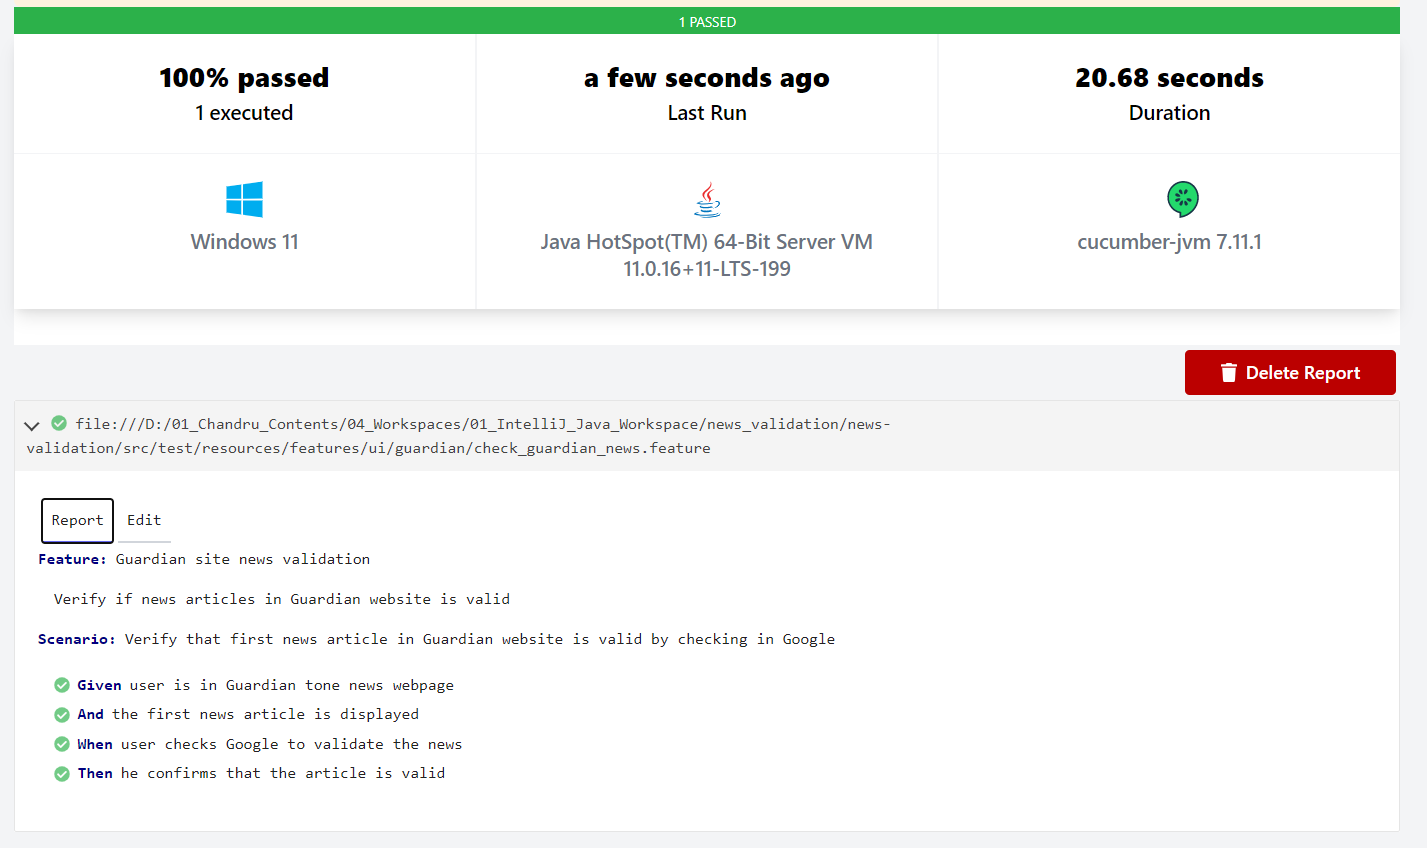 1 PASSED
100% passed
1 executed
a few seconds ago
Last Run
20.68 seconds
Duration
Windows 11
Java HotSpot(TM) 64-Bit Server VM
11.0.16+11-LTS-199
cucumber-jvm 7.11.1
Delete Report
file:///D:/01_Chandru_Contents/04_Workspaces/01_IntelliJ_Java_Workspace/news_validation/news-
validation/src/test/resources/features/ui/guardian/check_guardian_news.feature
Report Edit
Feature: Guardian site news validation
Verify if news articles in Guardian website is valid
Scenario: Verify that first news article in Guardian website is valid by checking in Google
Given user is in Guardian tone news webpage
And the first news article is displayed
When user checks Google to validate the news
Then he confirms that the article is valid